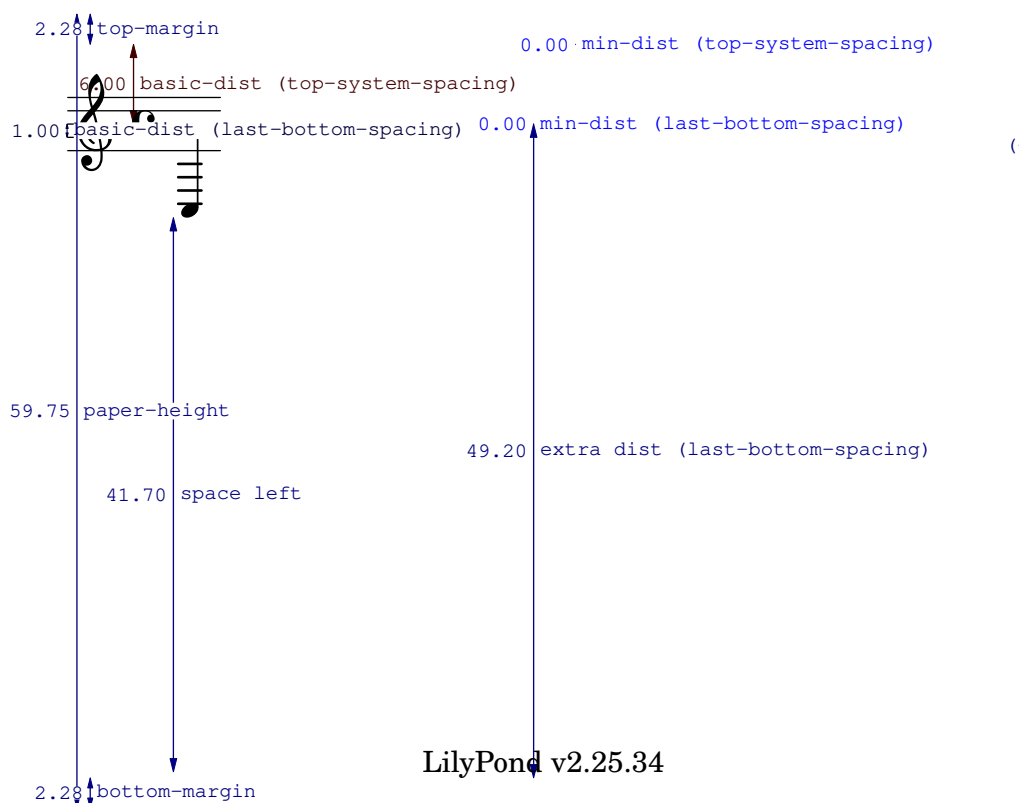 2.28 top-margin
0.00 min-dist (top-system-spacing)
6.00 basic-dist (top-system-spacing)
1.00 basic-dist (last-bottom-spacing)
0.00 min-dist (last-bottom-spacing)
(
59.75 paper-height
49.20 extra dist (last-bottom-spacing)
41.70 space left
LilyPond v2.25.34
2.28 bottom-margin